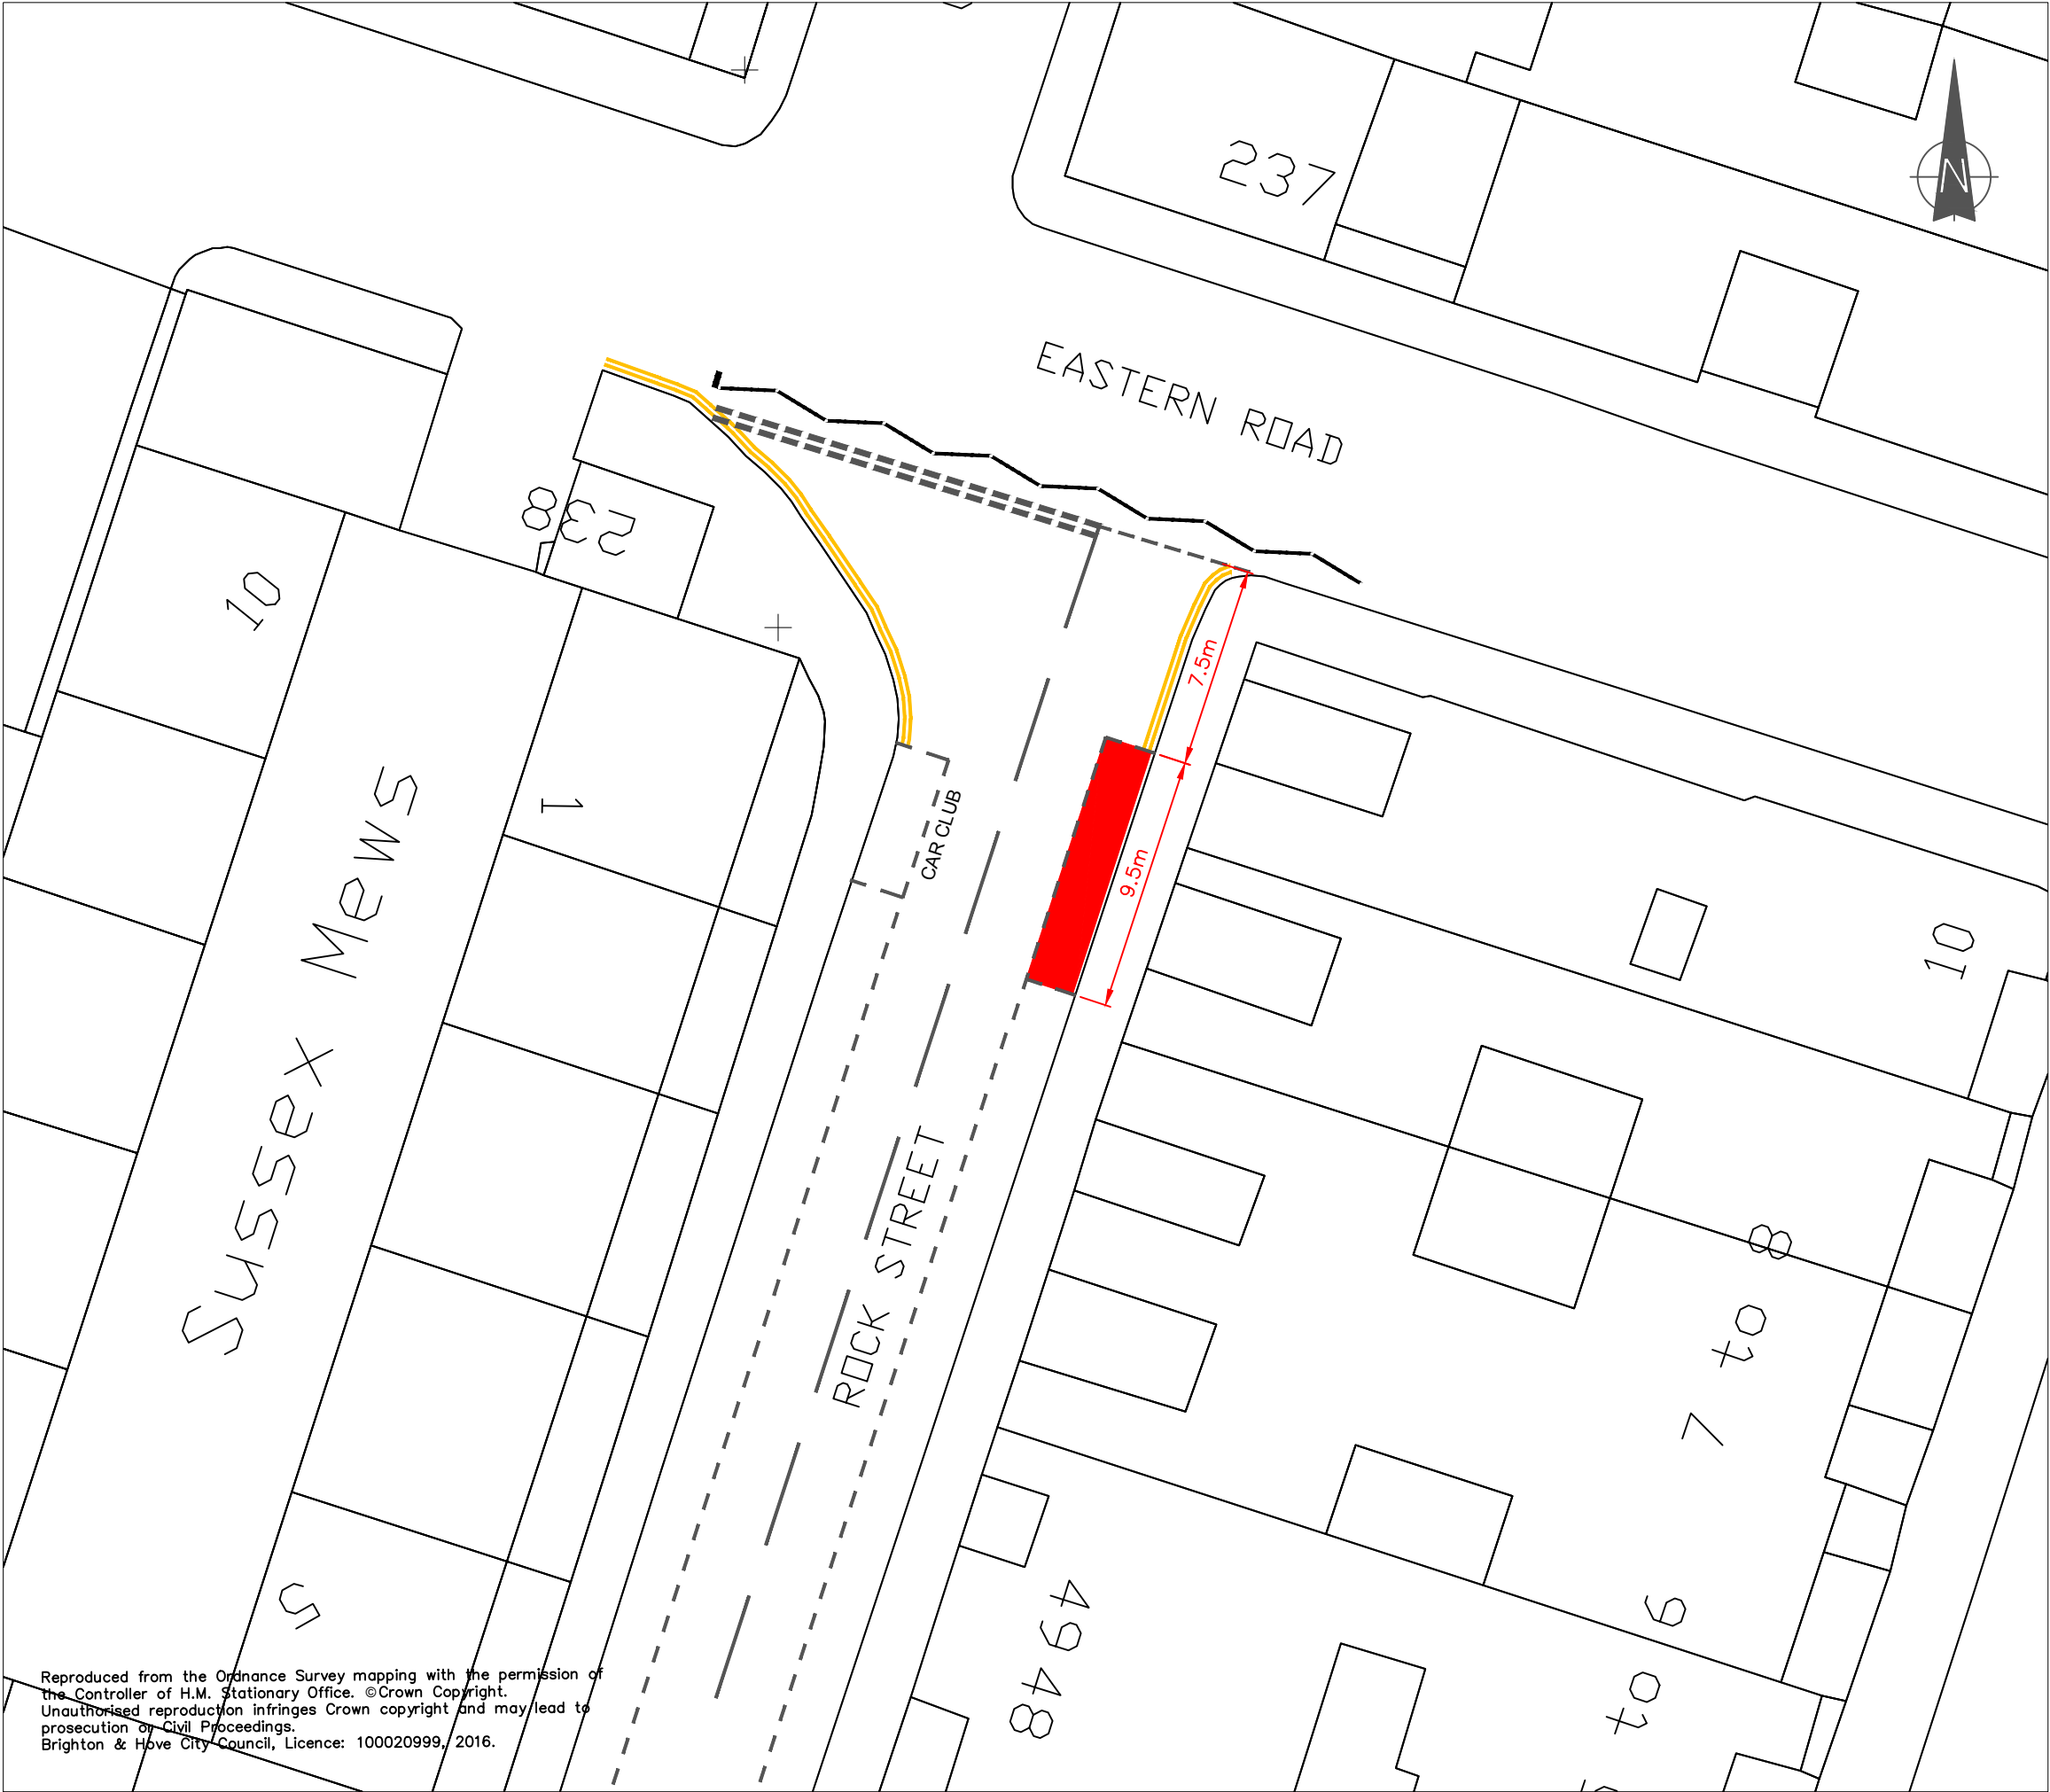 237
N
EASTERN ROAD
238
10
7.5m
1
CAR CLUB
9.5m
10
Sussex Mews
ROCK STREET
8
to
7
5
49
48
6
to
Reproduced from the Ordnance Survey mapping with the permission of
the Controller of H.M. Stationary Office. ©Crown Copyright.
Unauthorised reproduction infringes Crown copyright and may lead to
prosecution or Civil Proceedings.
Brighton & Hove City Council, Licence: 100020999, 2016.